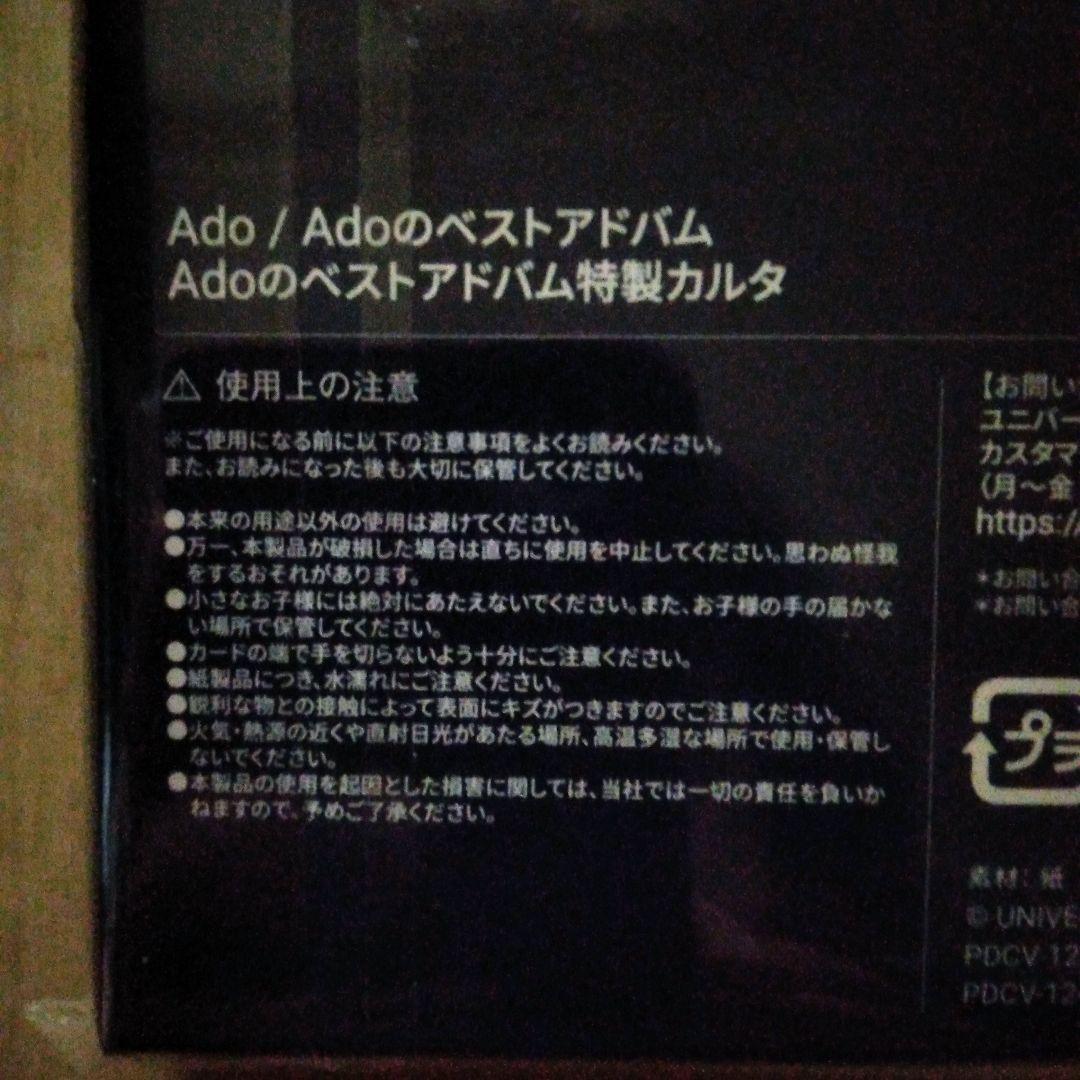 Ado / Adoのベストアドバム
Adoのベストアドバム特製カルタ
⚠ 使用上の注意
※ご使用になる前に以下の注意事項をよくお読みください。
また、お読みになった後も大切に保管してください。
●本来の用途以外の使用は避けてください。
●万一、本製品が破損した場合は直ちに使用を中止してください。思わぬ怪我
をするおそれがあります。
●小さなお子様には絶対にあたえないでください。また、お子様の手の届かな
い場所で保管してください。
●カードの端で手を切らないよう十分にご注意ください。
●紙製品につき、水濡れにご注意ください。
●鋭利な物との接触によって表面にキズがつきますのでご注意ください。
●火気・熱源の近くや直射日光があたる場所、高温多湿な場所で使用・保管し
ないでください。
●本製品の使用を起因とした損害に関しては、当社では一切の責任を負いか
ねますので、予めご了承ください。
【お問い
ユニバー
カスタマ
(月～金
https:/
*お問い合
*お問い合
プラ
素材: 紙
© UNIVE
PDCV-12
PDCV-12